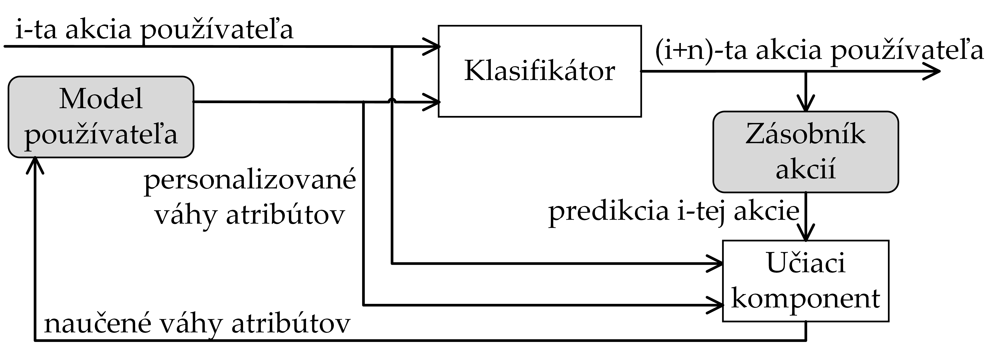 i-ta akcia používateľa
Klasifikátor
(i+n)-ta akcia používateľa
Model
používateľa
Zásobník
akcií
personalizované
váhy atribútov
predikcia i-tej akcie
Učiaci
komponent
naučené váhy atribútov